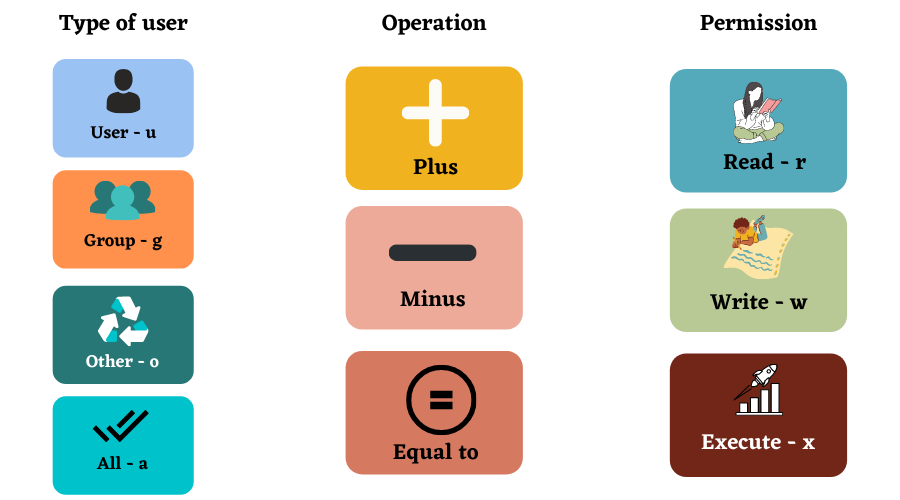 Type of user
User - u
Group - g
Other - o
All - a
Operation
Plus
Minus
Equal to
Permission
Read - r
Write - w
Execute - x